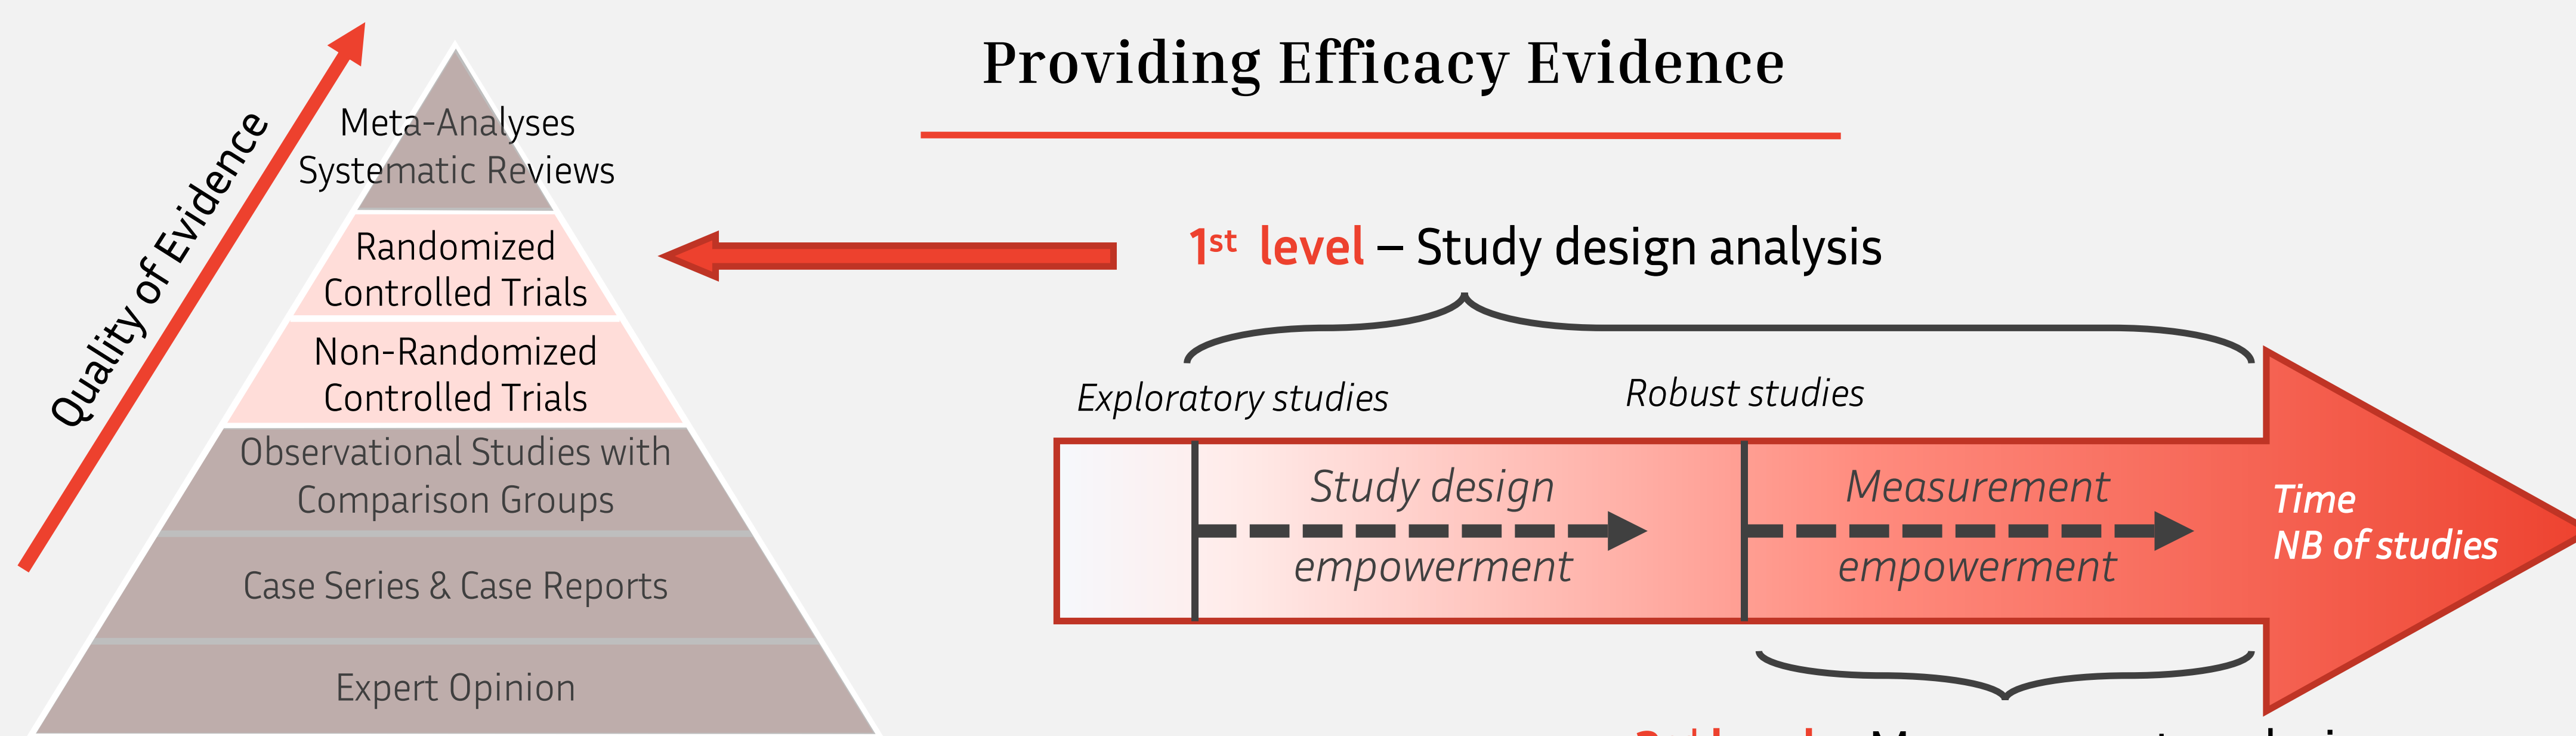 Providing Efficacy Evidence
Quality of Evidence
Meta-Analyses
Systematic Reviews
Randomized
Controlled Trials
Non-Randomized
Controlled Trials
Observational Studies with
Comparison Groups
Case Series & Case Reports
Expert Opinion
1st level – Study design analysis
Exploratory studies
Robust studies
Study design
empowerment
Measurement
empowerment
Time
NB of studies